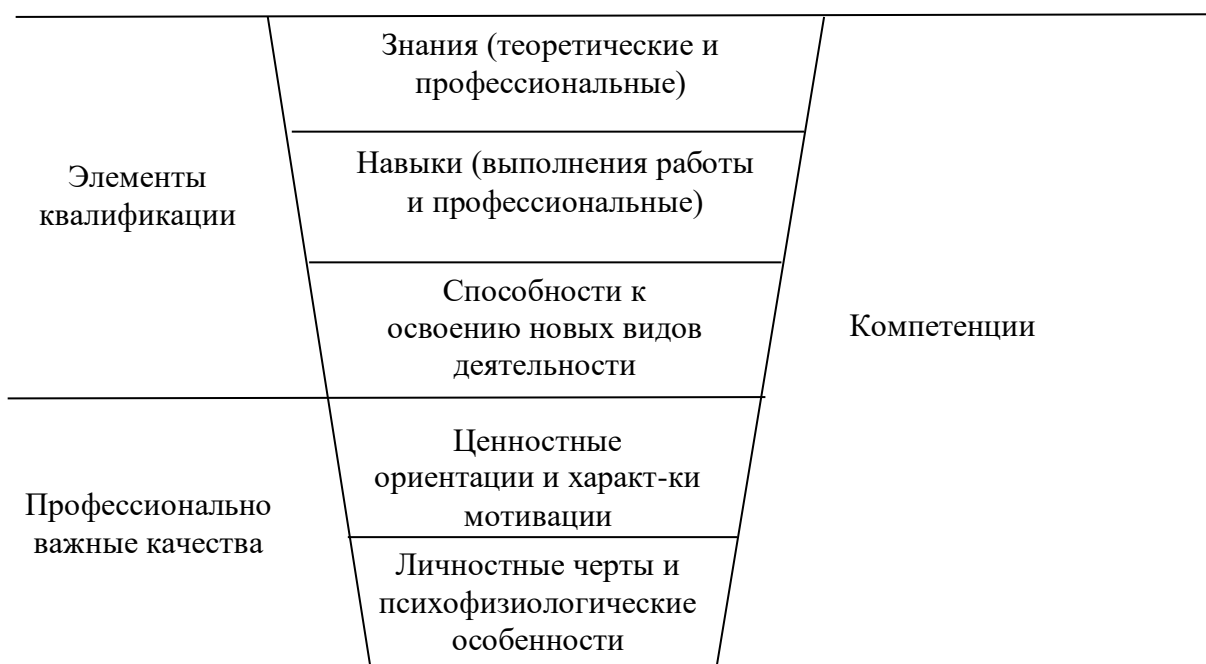 Знания (теоретические и
профессиональные)
Элементы
квалификации
Навыки (выполнения работы
и профессиональные)
Способности к
освоению новых видов
деятельности
Компетенции
Профессионально
важные качества
Ценностные
ориентации и характ-ки
мотивации
Личностные черты и
психофизиологические
особенности